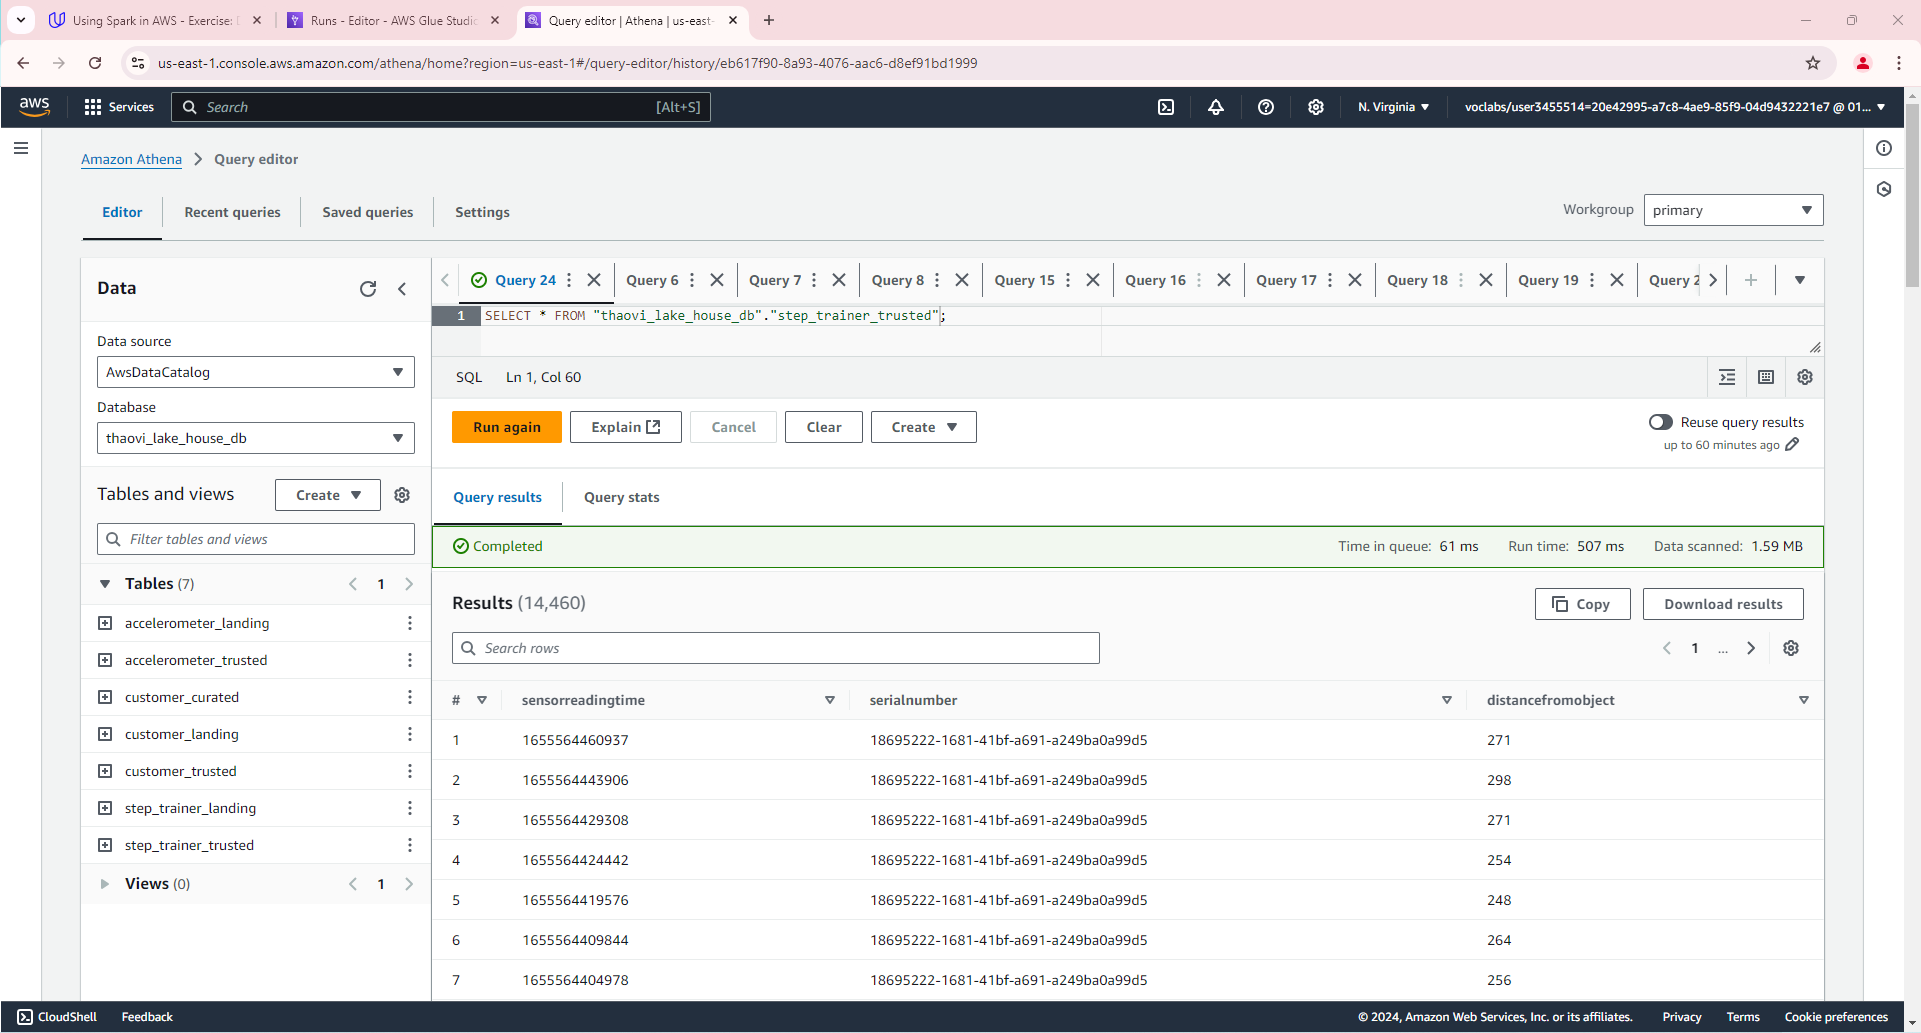 Using Spark in AWS - Exercise: D
Runs - Editor - AWS Glue Studio
Query editor | Athena | us-east-
us-east-1.console.aws.amazon.com/athena/home?region=us-east-1#/query-editor/history/eb617f90-8a93-4076-aac6-d8ef91bd1999
aws Services Search [Alt+S] N. Virginia voclabs/user3455514=20e42995-a7c8-4ae9-85f9-04d9432221e7 @ 01...
Amazon Athena Query editor
Editor Recent queries Saved queries Settings Workgroup primary
Data
Data source
AwsDataCatalog
Database
thaovi_lake_house_db
Tables and views Create
Filter tables and views
Tables (7) 1
accelerometer_landing
accelerometer_trusted
customer_curated
customer_landing
customer_trusted
step_trainer_landing
step_trainer_trusted
Views (0) 1
Query 24 Query 6 Query 7 Query 8 Query 15 Query 16 Query 17 Query 18 Query 19 Query 2
1 SELECT * FROM "thaovi_lake_house_db"."step_trainer_trusted";
SQL Ln 1, Col 60
Run again Explain Cancel Clear Create Reuse query results
up to 60 minutes ago
Query results Query stats
Completed Time in queue: 61 ms Run time: 507 ms Data scanned: 1.59 MB
Results (14,460) Copy Download results
Search rows 1 ...
# sensorreadingtime serialnumber distancefromobject
1 1655564460937 18695222-1681-41bf-a691-a249ba0a99d5 271
2 1655564443906 18695222-1681-41bf-a691-a249ba0a99d5 298
3 1655564429308 18695222-1681-41bf-a691-a249ba0a99d5 271
4 1655564424442 18695222-1681-41bf-a691-a249ba0a99d5 254
5 1655564419576 18695222-1681-41bf-a691-a249ba0a99d5 248
6 1655564409844 18695222-1681-41bf-a691-a249ba0a99d5 264
7 1655564404978 18695222-1681-41bf-a691-a249ba0a99d5 256
CloudShell Feedback © 2024, Amazon Web Services, Inc. or its affiliates. Privacy Terms Cookie preferences